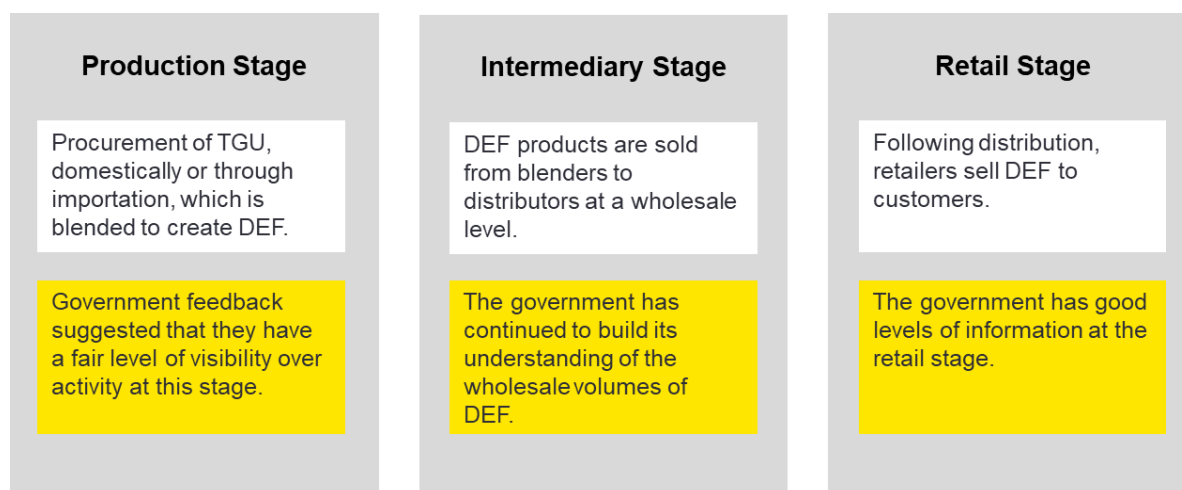 Production Stage
Procurement of TGU,
domestically or through
importation, which is
blended to create DEF.
Government feedback
suggested that they have
a fair level of visibility over
activity at this stage.
Intermediary Stage
DEF products are sold
from blenders to
distributors at a wholesale
level.
The government has
continued to build its
understanding of the
wholesale volumes of
DEF.
Retail Stage
Following distribution,
retailers sell DEF to
customers.
The government has good
levels of information at the
retail stage.